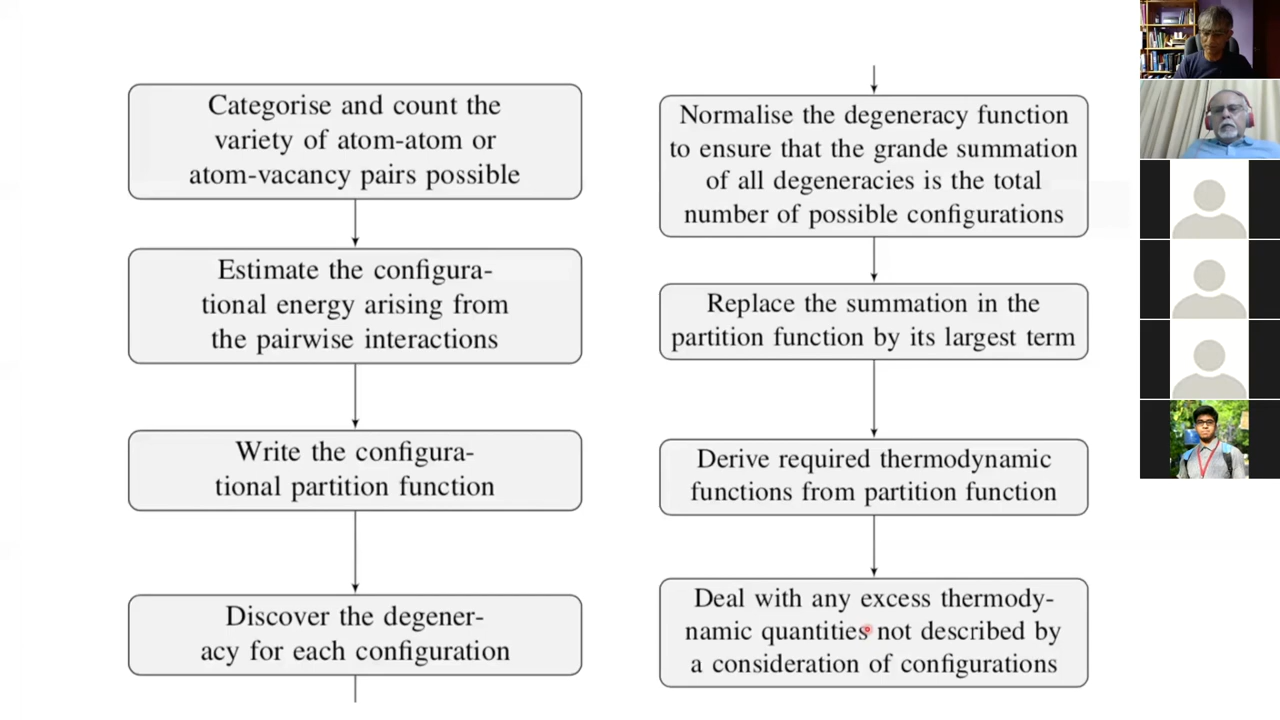 Categorise and count the
variety of atom-atom or
atom-vacancy pairs possible
Estimate the configura-
tional energy arising from
the pairwise interactions
Write the configura-
tional partition function
Discover the degener-
acy for each configuration
Normalise the degeneracy function
to ensure that the grande summation
of all degeneracies is the total
number of possible configurations
Replace the summation in the
partition function by its largest term
Derive required thermodynamic
functions from partition function
Deal with any excess thermody-
namic quantities not described by
a consideration of configurations